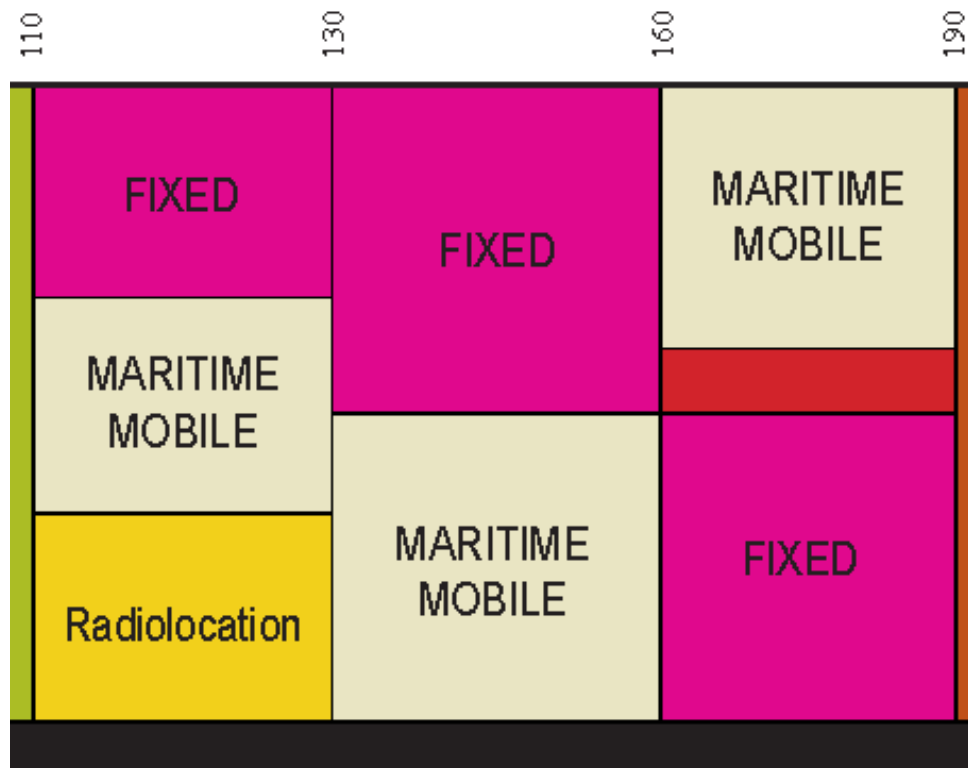 110
130
160
190
FIXED
MARITIME
MOBILE
Radiolocation
FIXED
MARITIME
MOBILE
MARITIME
MOBILE
FIXED